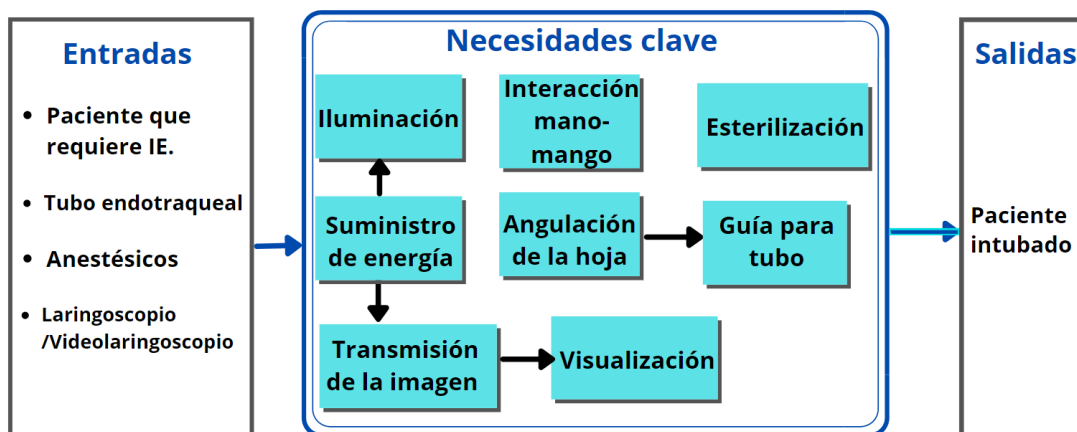 Entradas
• Paciente que
requiere IE.
• Tubo endotraqueal
• Anestésicos
• Laringoscopio
/Videolaringoscopio
Necesidades clave
Iluminación
Interacción
mano-
mango
Esterilización
Suministro
de energía
Angulación
de la hoja
Guía para
tubo
Transmisión
de la imagen
Visualización
Salidas
Paciente
intubado